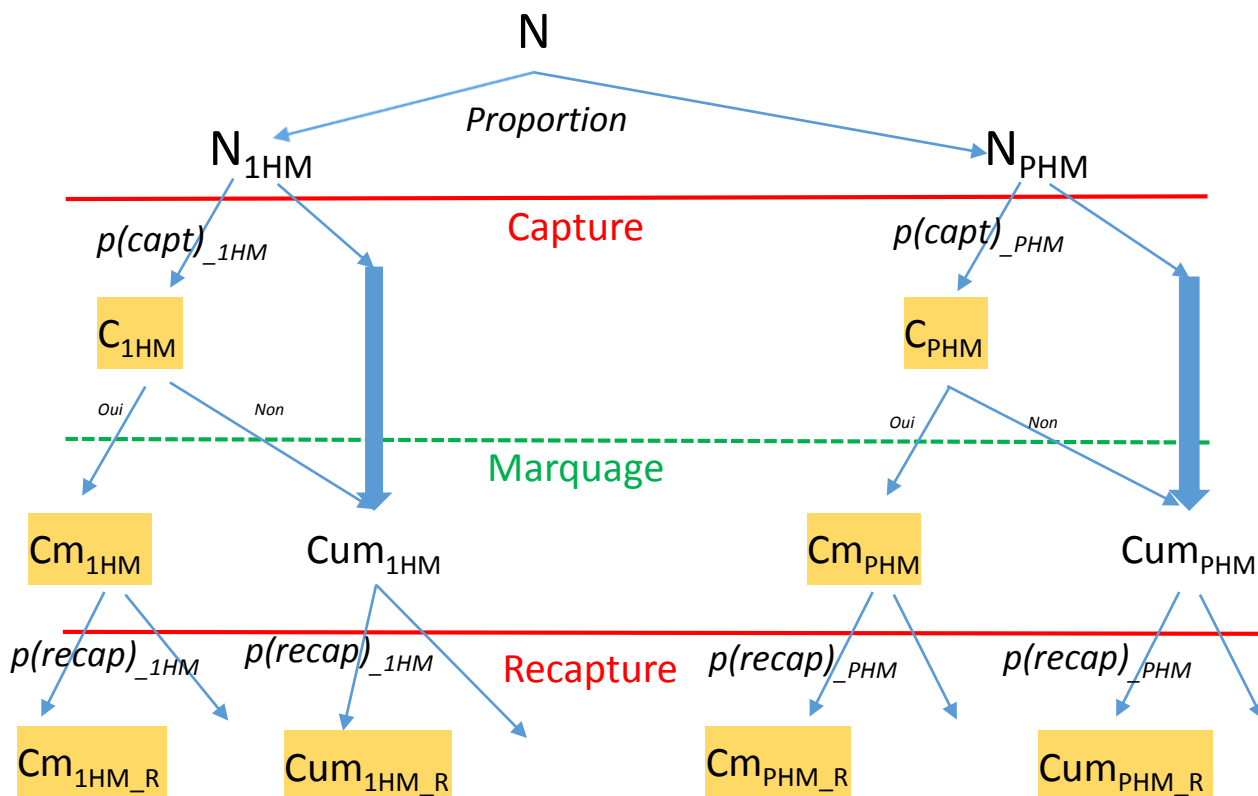 N
Proportion
N1HM
NPHM
Capture
p(capt)_1HM
p(capt)_PHM
C1HM
CPHM
Oui
Non
Oui
Non
Marquage
Cm1HM
Cum1HM
CmPHM
CumPHM
p(recap)_1HM
p(recap)_1HM
Recapture
p(recap)_PHM
p(recap)_PHM
Cm1HM_R
Cum1HM_R
CmPHM_R
CumPHM_R